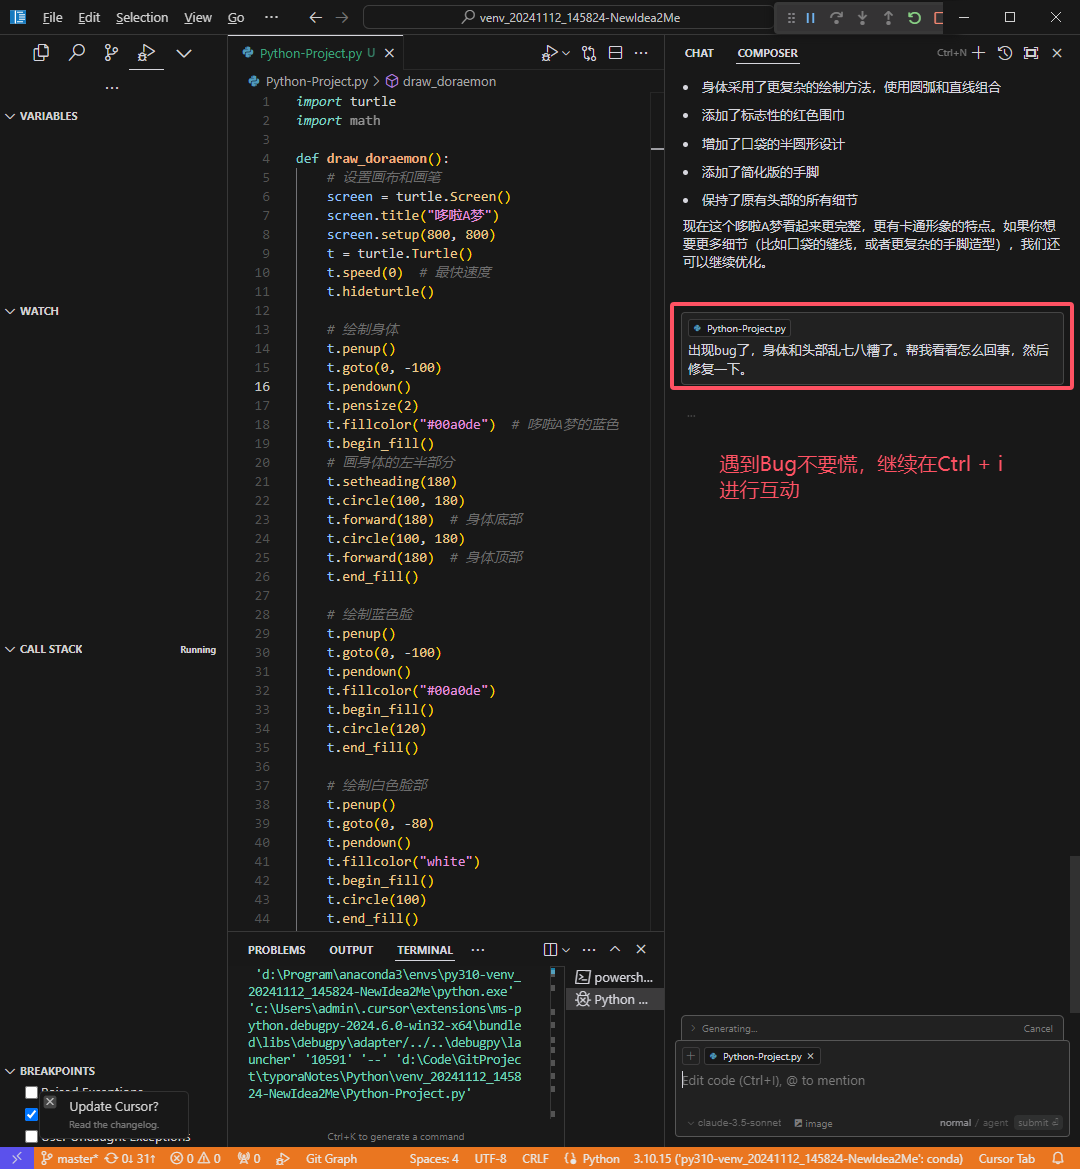 File Edit Selection View Go ··· venv_20241112_145824-NewIdea2Me
Python-Project.py U
CHAT COMPOSER Ctrl+N
···
Python-Project.py > draw_doraemon
VARIABLES
WATCH
CALL STACK Running
BREAKPOINTS
Update Cursor?
Read the changelog.
1 import turtle
2 import math
3
4 def draw_doraemon():
5 # 设置画布和画笔
6 screen = turtle.Screen()
7 screen.title("哆啦A梦")
8 screen.setup(800, 800)
9 t = turtle.Turtle()
10 t.speed(0) # 最快速度
11 t.hideturtle()
12
13 # 绘制身体
14 t.penup()
15 t.goto(0, -100)
16 t.pendown()
17 t.pensize(2)
18 t.fillcolor("#00a0de") # 哆啦A梦的蓝色
19 t.begin_fill()
20 # 画身体的左半部分
21 t.setheading(180)
22 t.circle(100, 180)
23 t.forward(180) # 身体底部
24 t.circle(100, 180)
25 t.forward(180) # 身体顶部
26 t.end_fill()
27
28 # 绘制蓝色脸
29 t.penup()
30 t.goto(0, -100)
31 t.pendown()
32 t.fillcolor("#00a0de")
33 t.begin_fill()
34 t.circle(120)
35 t.end_fill()
36
37 # 绘制白色脸部
38 t.penup()
39 t.goto(0, -80)
40 t.pendown()
41 t.fillcolor("white")
42 t.begin_fill()
43 t.circle(100)
44 t.end_fill()
PROBLEMS OUTPUT TERMINAL ···
'd:\Program\anaconda3\envs\py310-venv_
20241112_145824-NewIdea2Me\python.exe'
'c:\Users\admin\.cursor\extensions\ms-p
ython.debugpy-2024.6.0-win32-x64\bundle
d\libs\debugpy\adapter/../..\debugpy\la
uncher' '10591' '--' 'd:\Code\GitProjec
t\typoraNotes\Python\venv_20241112_1458
24-NewIdea2Me\Python-Project.py'
Ctrl+K to generate a command
powersh...
Python ...
• 身体采用了更复杂的绘制方法，使用圆弧和直线组合
• 添加了标志性的红色围巾
• 增加了口袋的半圆形设计
• 添加了简化版的手脚
• 保持了原有头部的所有细节
现在这个哆啦A梦看起来更完整，更有卡通形象的特点。如果你想
要更多细节（比如口袋的缝线，或者更复杂的手脚造型），我们还
可以继续优化。
Python-Project.py
出现bug了，身体和头部乱七八糟了。帮我看看怎么回事，然后
修复一下。
...
遇到Bug不要慌，继续在Ctrl + i
进行互动
Generating... Cancel
+ Python-Project.py ×
Edit code (Ctrl+I), @ to mention
claude-3.5-sonnet image normal / agent submit
master* 0↓ 31↑ 0 0 0 Git Graph Spaces: 4 UTF-8 CRLF Python 3.10.15 ('py310-venv_20241112_145824-NewIdea2Me': conda) Cursor Tab